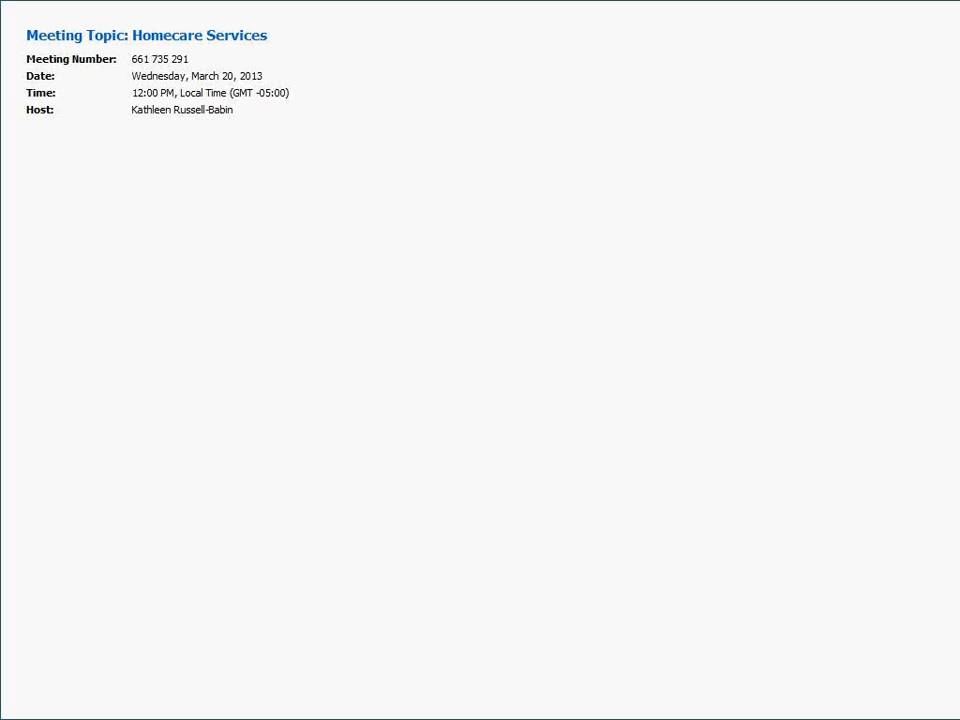 Meeting Topic: Homecare Services
Meeting Number: 661 735 291
Date: Wednesday, March 20, 2013
Time: 12:00 PM, Local Time (GMT -05:00)
Host: Kathleen Russell-Babin